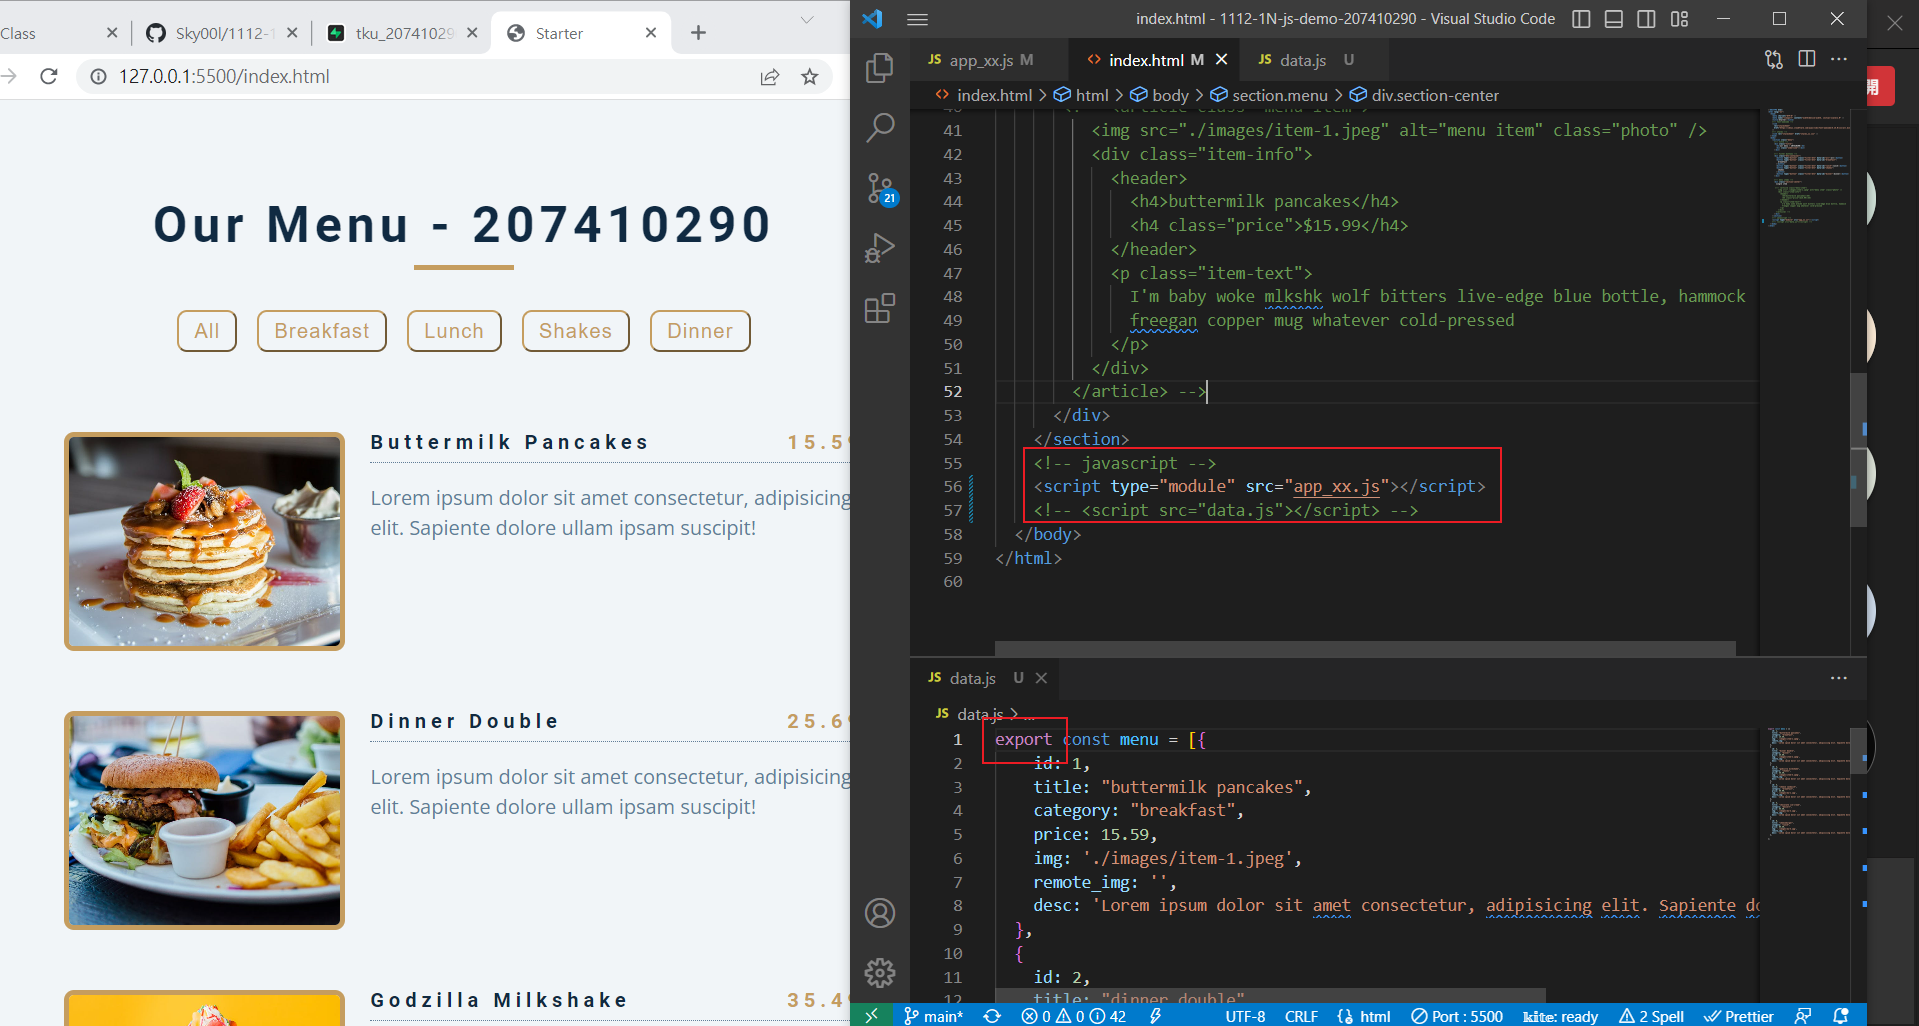 Class
Sky00l/1112-1
tku_20741029
Starter
127.0.0.1:5500/index.html
Our Menu - 207410290
All
Breakfast
Lunch
Shakes
Dinner
Buttermilk Pancakes
15.59
Lorem ipsum dolor sit amet consectetur, adipisicing
elit. Sapiente dolore ullam ipsam suscipit!
Dinner Double
25.69
Lorem ipsum dolor sit amet consectetur, adipisicing
elit. Sapiente dolore ullam ipsam suscipit!
Godzilla Milkshake
35.49
index.html - 1112-1N-js-demo-207410290 - Visual Studio Code
JS app_xx.js M
<> index.html M
JS data.js U
<> index.html > html > body > section.menu > div.section-center
21
41 <img src="./images/item-1.jpeg" alt="menu item" class="photo" />
42 <div class="item-info">
43 <header>
44 <h4>buttermilk pancakes</h4>
45 <h4 class="price">$15.99</h4>
46 </header>
47 <p class="item-text">
48 I'm baby woke mlkshk wolf bitters live-edge blue bottle, hammock
49 freegan copper mug whatever cold-pressed
50 </p>
51 </div>
52 </article> -->
53 </div>
54 </section>
55 <!-- javascript -->
56 <script type="module" src="app_xx.js"></script>
57 <!-- <script src="data.js"></script> -->
58 </body>
59 </html>
60
JS data.js U
JS data.js > ...
1 export const menu = [{
2 id: 1,
3 title: "buttermilk pancakes",
4 category: "breakfast",
5 price: 15.59,
6 img: './images/item-1.jpeg',
7 remote_img: '',
8 desc: 'Lorem ipsum dolor sit amet consectetur, adipisicing elit. Sapiente do
9 },
10 {
11 id: 2,
12 title: "dinner double"
main* 0 0 42 UTF-8 CRLF html Port : 5500 kite: ready 2 Spell Prettier
開